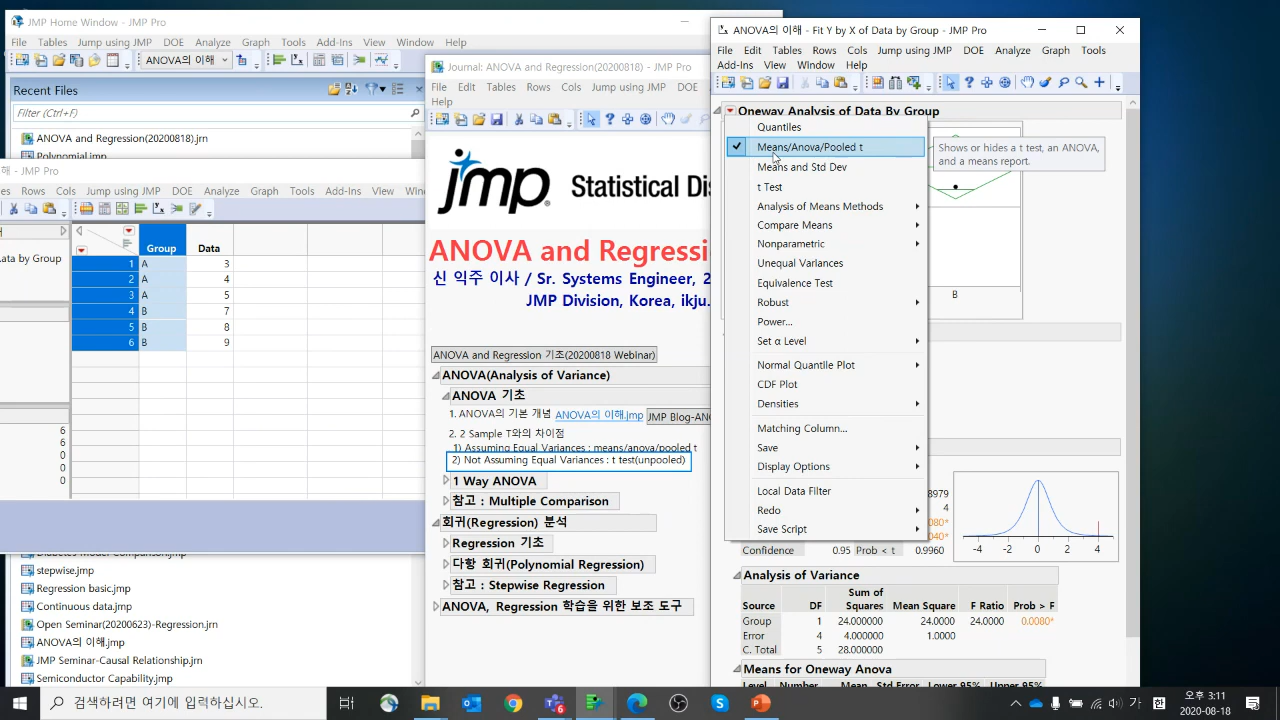 JMP Home Window - JMP Pro
File Tables Jump using JMP DOE Analyze Graph Tools Add-Ins View Window Help
ANOVA의 이해
Recent Files
Filter (Ctrl+F)
ANOVA and Regression(20200818).jrn
Polynomial.jmp
해 - JMP Pro
Rows Cols Jump using JMP DOE Analyze Graph Tools Add-Ins View Window Help
Data by Group
Group Data
1 A 3
2 A 4
3 A 5
4 B 7
5 B 8
6 B 9
6
6
0
0
0
stepwise.jmp
Regression basic.jmp
Continuous data.jmp
Open Seminar(20200623)-Regression.jrn
ANOVA의 이해.jmp
JMP Seminar-Causal Relationship.jrn
Semiconductor Capability.jmp
Journal: ANOVA and Regression(20200818) - JMP Pro
File Edit Tables Rows Cols Jump using JMP DOE
Help
jmp Statistical Di
ANOVA and Regressi
신 익주 이사 / Sr. Systems Engineer, 2
JMP Division, Korea, ikju.
ANOVA and Regression 기초(20200818 Webinar)
ANOVA(Analysis of Variance)
ANOVA 기초
1. ANOVA의 기본 개념 ANOVA의 이해.jmp JMP Blog-AN
2. 2 Sample T와의 차이점
1) Assuming Equal Variances : means/anova/pooled t
2) Not Assuming Equal Variances : t test(unpooled)
1 Way ANOVA
참고 : Multiple Comparison
회귀(Regression) 분석
Regression 기초
다항 회귀(Polynomial Regression)
참고 : Stepwise Regression
ANOVA, Regression 학습을 위한 보조 도구
ANOVA의 이해 - Fit Y by X of Data by Group - JMP Pro
File Edit Tables Rows Cols Jump using JMP DOE Analyze Graph Tools
Add-Ins View Window Help
Oneway Analysis of Data By Group
Quantiles
Means/Anova/Pooled t
Means and Std Dev
t Test
Analysis of Means Methods
Compare Means
Nonparametric
Unequal Variances
Equivalence Test
Robust
Power...
Set α Level
Normal Quantile Plot
CDF Plot
Densities
Matching Column...
Save
Display Options
Local Data Filter
Redo
Save Script
Shows or hides a t test, an ANOVA,
and a means report.
B
8979
4
080*
040*
Confidence 0.95 Prob < t 0.9960
-4 -2 0 2 4
Analysis of Variance
Sum of
Source DF Squares Mean Square F Ratio Prob > F
Group 1 24.000000 24.0000 24.0000 0.0080*
Error 4 4.000000 1.0000
C. Total 5 28.000000
Means for Oneway Anova
Level Number Mean Std Error Lower 95% Upper 95%
검색하려면 여기에 입력하십시오.
오후 3:11
2020-08-18